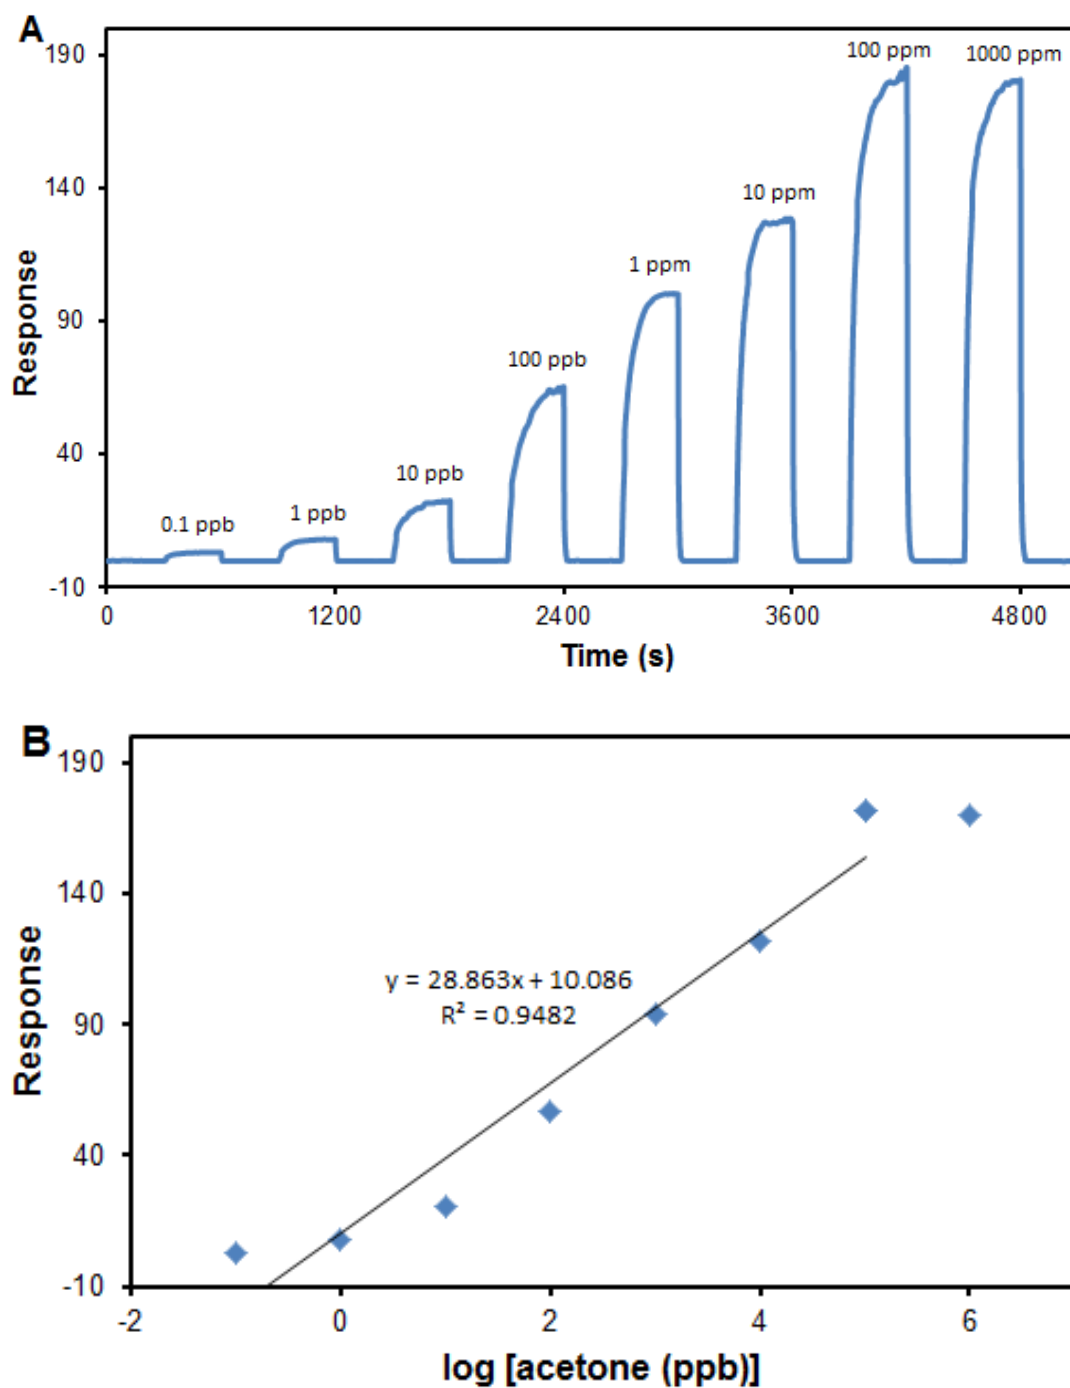 A
190
140
90
40
-10
Response
0.1 ppb
1 ppb
10 ppb
100 ppb
1 ppm
10 ppm
100 ppm
1000 ppm
0 1200 2400 3600 4800
Time (s)
B
190
140
90
40
-10
Response
y = 28.863x + 10.086
R² = 0.9482
-2 0 2 4 6
log [acetone (ppb)]